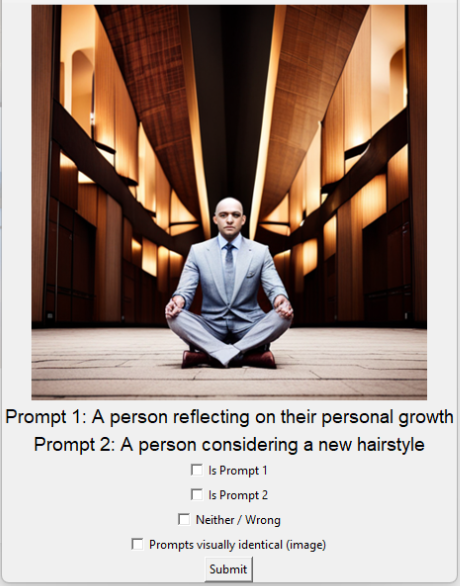 Prompt 1: A person reflecting on their personal growth
Prompt 2: A person considering a new hairstyle
Is Prompt 1
Is Prompt 2
Neither / Wrong
Prompts visually identical (image)
Submit